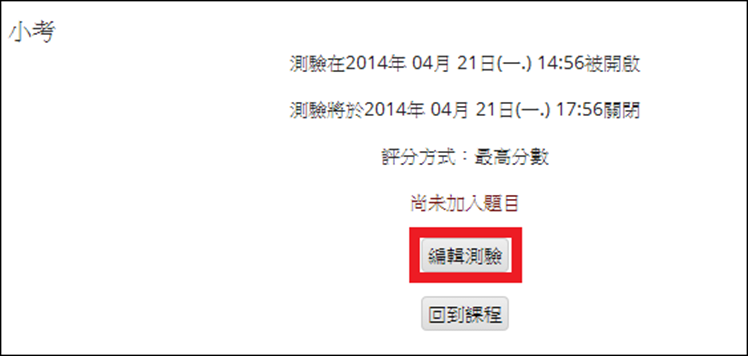 小考
測驗在2014年 04月 21日(一.) 14:56被開啟
測驗將於2014年 04月 21日(一.) 17:56關閉
評分方式：最高分數
尚未加入題目
編輯測驗
回到課程